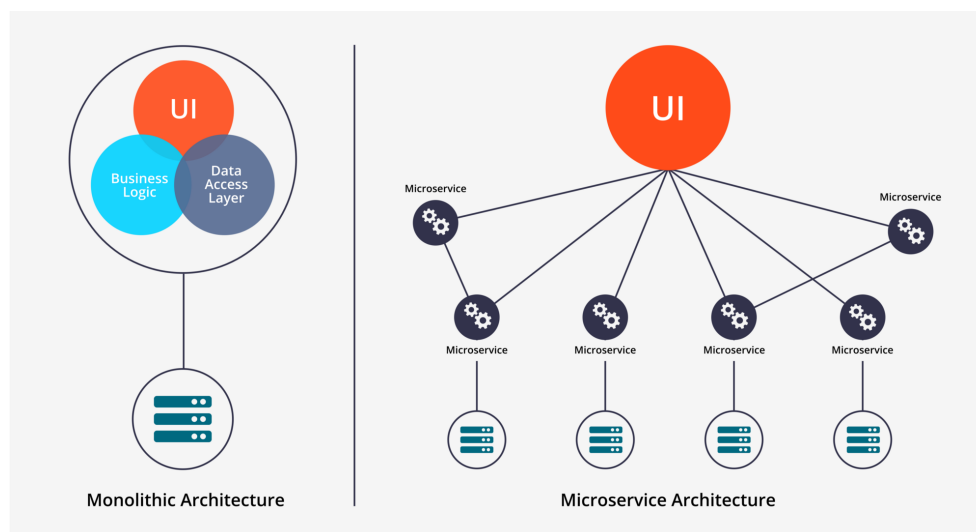 UI
Business
Logic
Data
Access
Layer
Monolithic Architecture
UI
Microservice
Microservice
Microservice
Microservice
Microservice
Microservice
Microservice Architecture